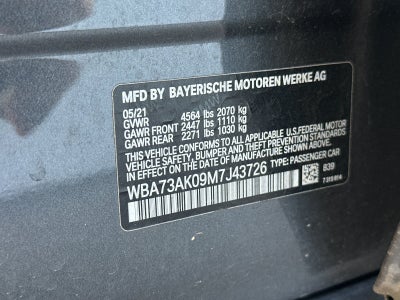 MFD BY BAYERISCHE MOTOREN WERKE AG
05/21
GVWR 4564 lbs 2070 kg
GAWR FRONT 2447 lbs 1110 kg
GAWR REAR 2271 lbs 1030 kg
THIS VEHICLE CONFORMS TO ALL APPLICABLE U.S. FEDERAL MOTOR
VEHICLE SAFETY, BUMPER, AND THEFT PREVENTION STANDARDS
IN EFFECT ON THE DATE OF MANUFACTURE SHOWN ABOVE.
WBA73AK09M7J43726 TYPE: PASSENGER CAR
B39